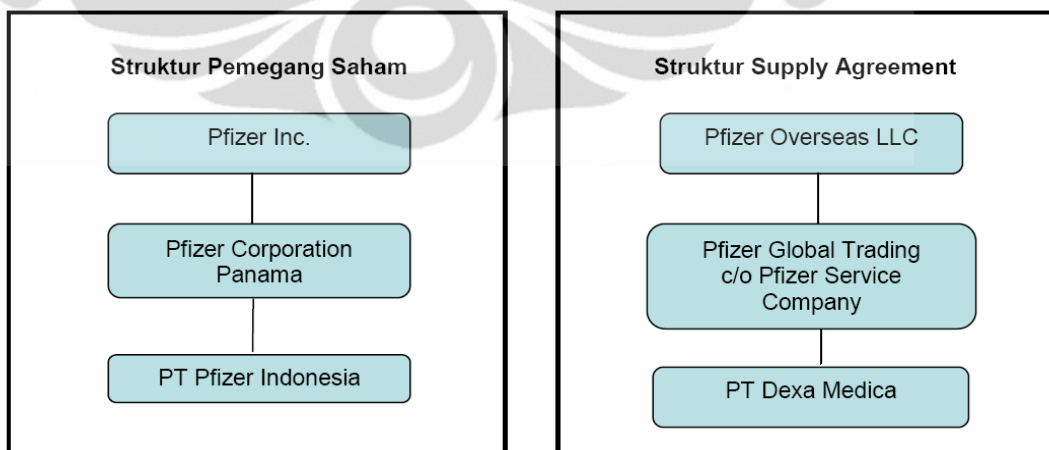 Struktur Pemegang Saham
Pfizer Inc.
Pfizer Corporation
Panama
PT Pfizer Indonesia
Struktur Supply Agreement
Pfizer Overseas LLC
Pfizer Global Trading
c/o Pfizer Service
Company
PT Dexa Medica